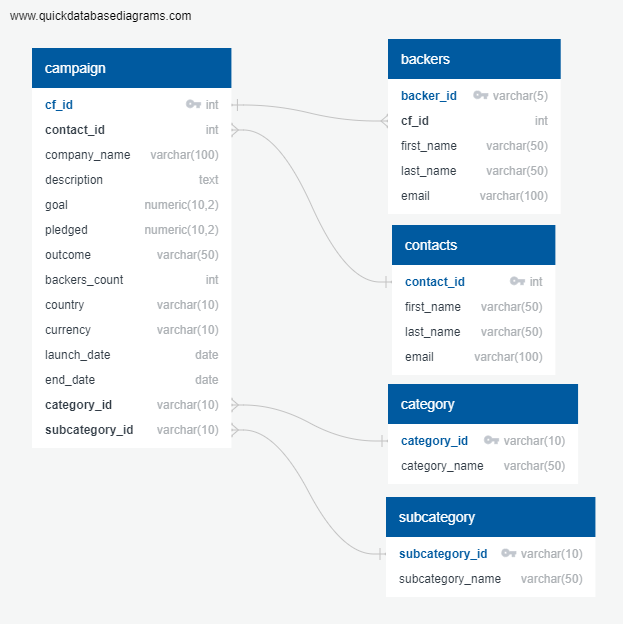 www.quickdatabasediagrams.com
campaign
cf_id int
contact_id int
company_name varchar(100)
description text
goal numeric(10,2)
pledged numeric(10,2)
outcome varchar(50)
backers_count int
country varchar(10)
currency varchar(10)
launch_date date
end_date date
category_id varchar(10)
subcategory_id varchar(10)
backers
backer_id varchar(5)
cf_id int
first_name varchar(50)
last_name varchar(50)
email varchar(100)
contacts
contact_id int
first_name varchar(50)
last_name varchar(50)
email varchar(100)
category
category_id varchar(10)
category_name varchar(50)
subcategory
subcategory_id varchar(10)
subcategory_name varchar(50)